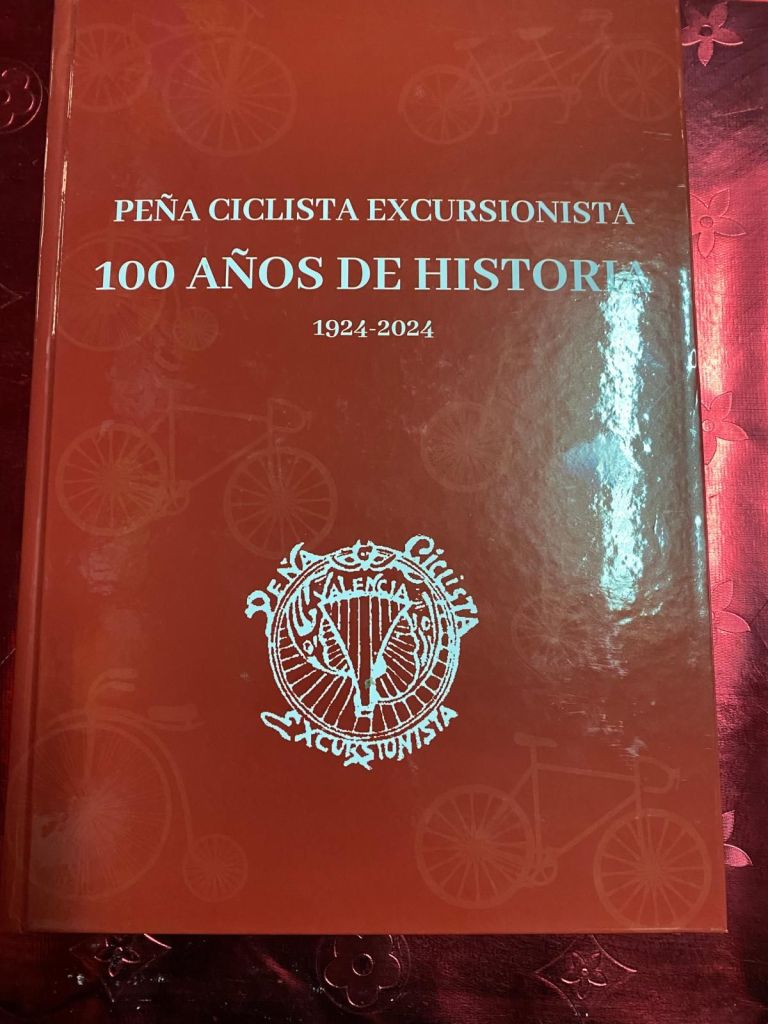 PEÑA CICLISTA EXCURSIONISTA
100 AÑOS DE HISTORIA
1924-2024
PEÑA CICLISTA
VALENCIA
EXCURSIONISTA